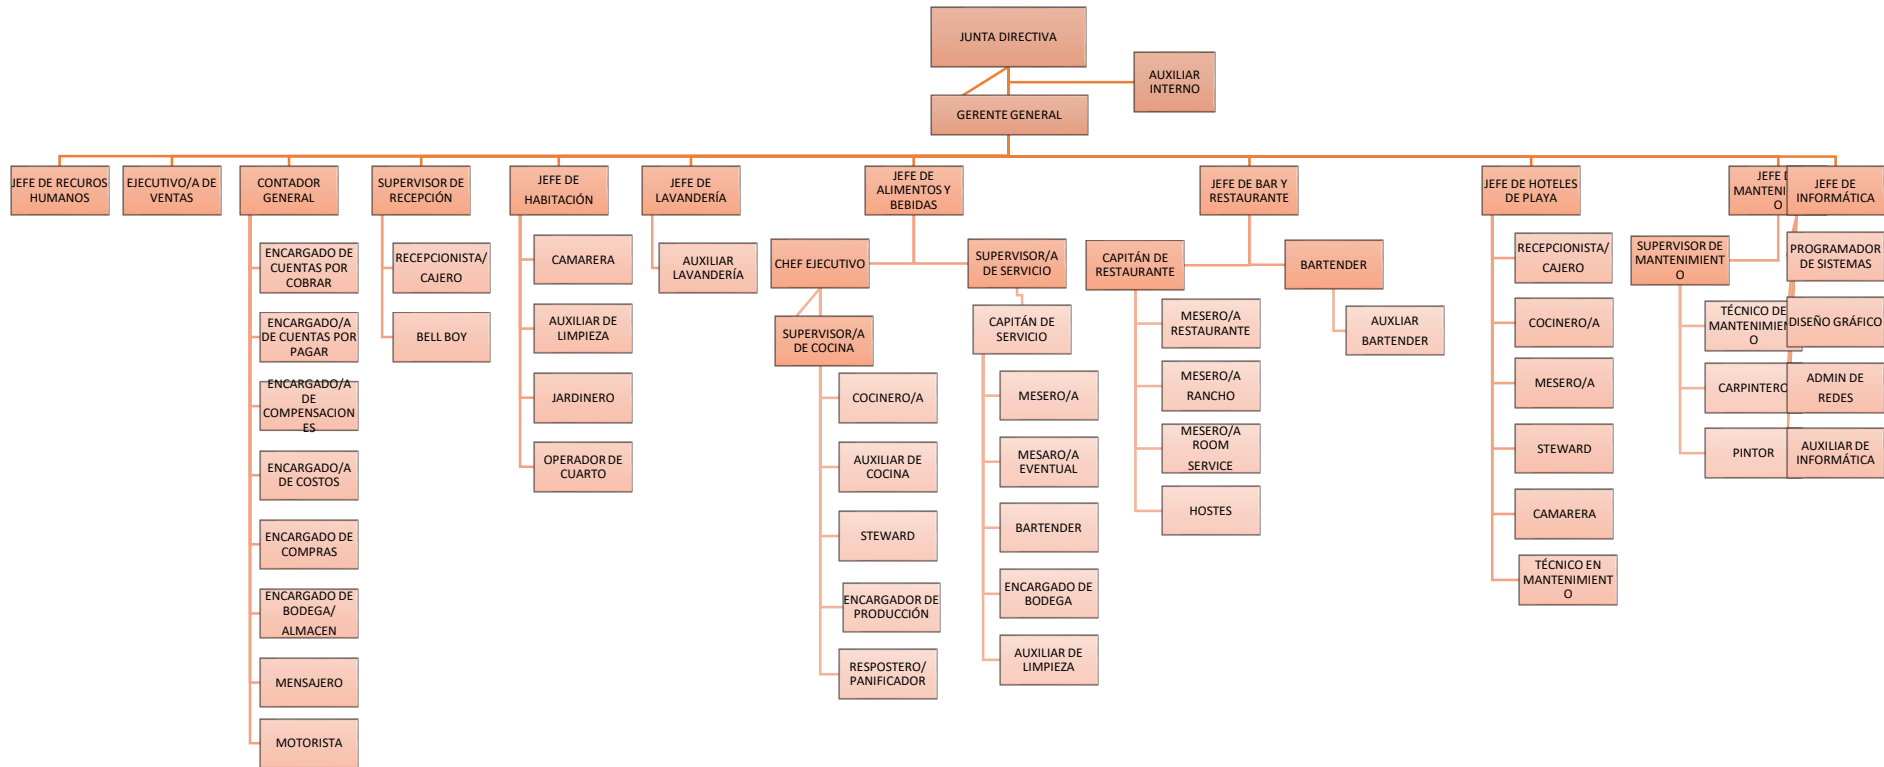 JUNTA DIRECTIVA
AUXILIAR
INTERNO
GERENTE GENERAL
JEFE DE RECUROS
HUMANOS
EJECUTIVO/A DE
VENTAS
CONTADOR
GENERAL
SUPERVISOR DE
RECEPCIÓN
JEFE DE
HABITACIÓN
JEFE DE
LAVANDERÍA
JEFE DE
ALIMENTOS Y
BEBIDAS
JEFE DE BAR Y
RESTAURANTE
JEFE DE HOTELES
DE PLAYA
JEFE D
MANTENI
O
JEFE DE
INFORMÁTICA
ENCARGADO DE
CUENTAS POR
COBRAR
ENCARGADO/A
DE CUENTAS POR
PAGAR
ENCARGADO/A
DE
COMPENSACION
ES
ENCARGADO/A
DE COSTOS
ENCARGADO DE
COMPRAS
ENCARGADO DE
BODEGA/
ALMACEN
MENSAJERO
MOTORISTA
RECEPCIONISTA/
CAJERO
BELL BOY
CAMARERA
AUXILIAR DE
LIMPIEZA
JARDINERO
OPERADOR DE
CUARTO
AUXILIAR
LAVANDERÍA
CHEF EJECUTIVO
SUPERVISOR/A
DE COCINA
COCINERO/A
AUXILIAR DE
COCINA
STEWARD
ENCARGADOR DE
PRODUCCIÓN
RESPOSTERO/
PANIFICADOR
SUPERVISOR/A
DE SERVICIO
CAPITÁN DE
SERVICIO
MESERO/A
MESARO/A
EVENTUAL
BARTENDER
ENCARGADO DE
BODEGA
AUXILIAR DE
LIMPIEZA
CAPITÁN DE
RESTAURANTE
MESERO/A
RESTAURANTE
MESERO/A
RANCHO
MESERO/A
ROOM
SERVICE
HOSTES
BARTENDER
AUXLIAR
BARTENDER
RECEPCIONISTA/
CAJERO
COCINERO/A
MESERO/A
STEWARD
CAMARERA
TÉCNICO EN
MANTENIMIENT
O
SUPERVISOR DE
MANTENIMIENT
O
TÉCNICO DE
MANTENIMIENT
O
CARPINTERO
PINTOR
PROGRAMADOR
DE SISTEMAS
DISEÑO GRÁFICO
ADMIN DE
REDES
AUXILIAR DE
INFORMÁTICA